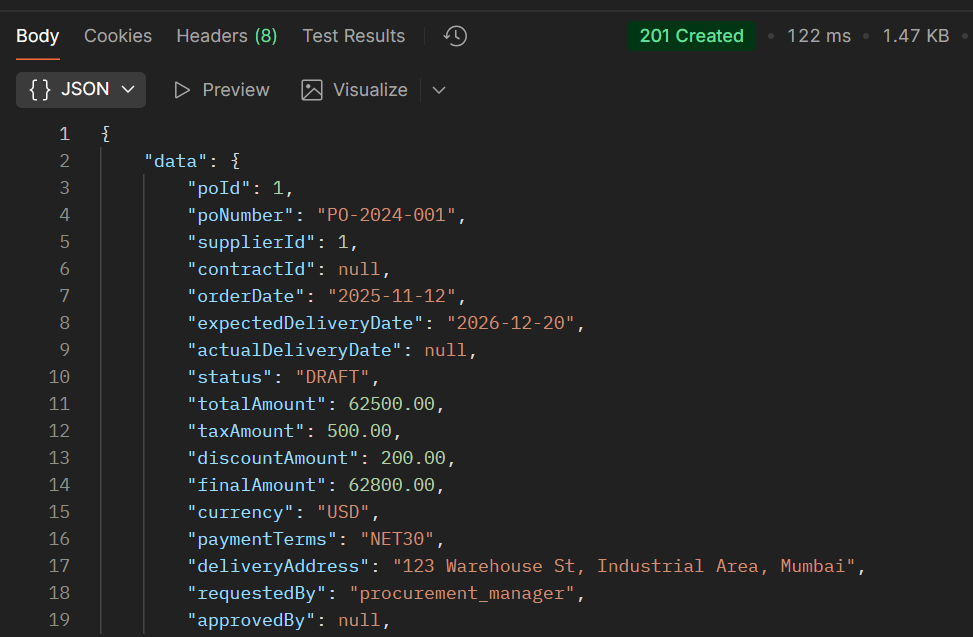 Body Cookies Headers (8) Test Results 201 Created 122 ms 1.47 KB
{} JSON Preview Visualize
1 {
2 "data": {
3 "poId": 1,
4 "poNumber": "PO-2024-001",
5 "supplierId": 1,
6 "contractId": null,
7 "orderDate": "2025-11-12",
8 "expectedDeliveryDate": "2026-12-20",
9 "actualDeliveryDate": null,
10 "status": "DRAFT",
11 "totalAmount": 62500.00,
12 "taxAmount": 500.00,
13 "discountAmount": 200.00,
14 "finalAmount": 62800.00,
15 "currency": "USD",
16 "paymentTerms": "NET30",
17 "deliveryAddress": "123 Warehouse St, Industrial Area, Mumbai",
18 "requestedBy": "procurement_manager",
19 "approvedBy": null,